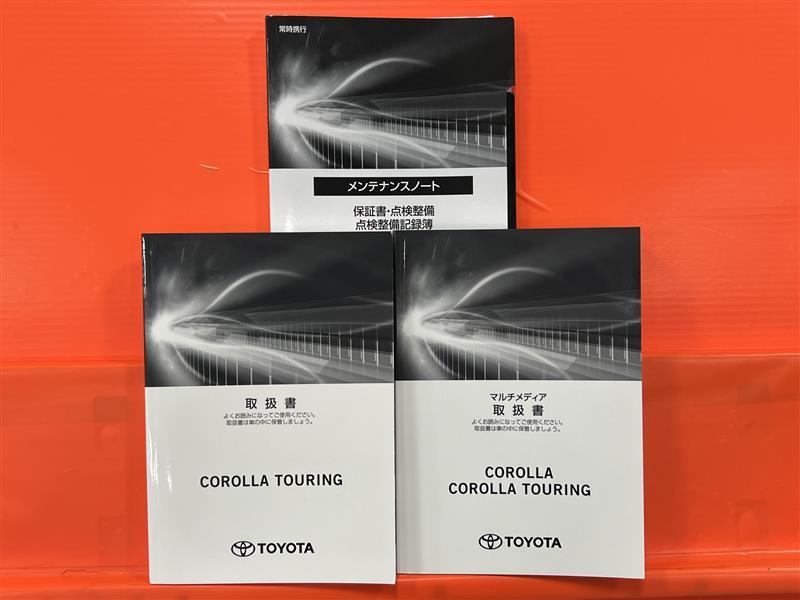 常時携行
メンテナンスノート
保証書・点検整備
点検整備記録簿
取扱書
よくお読みになってご使用ください。
取扱書は車の中に保管しましょう。
COROLLA TOURING
TOYOTA
マルチメディア
取扱書
よくお読みになってご使用ください。
取扱書は車の中に保管しましょう。
COROLLA
COROLLA TOURING
TOYOTA